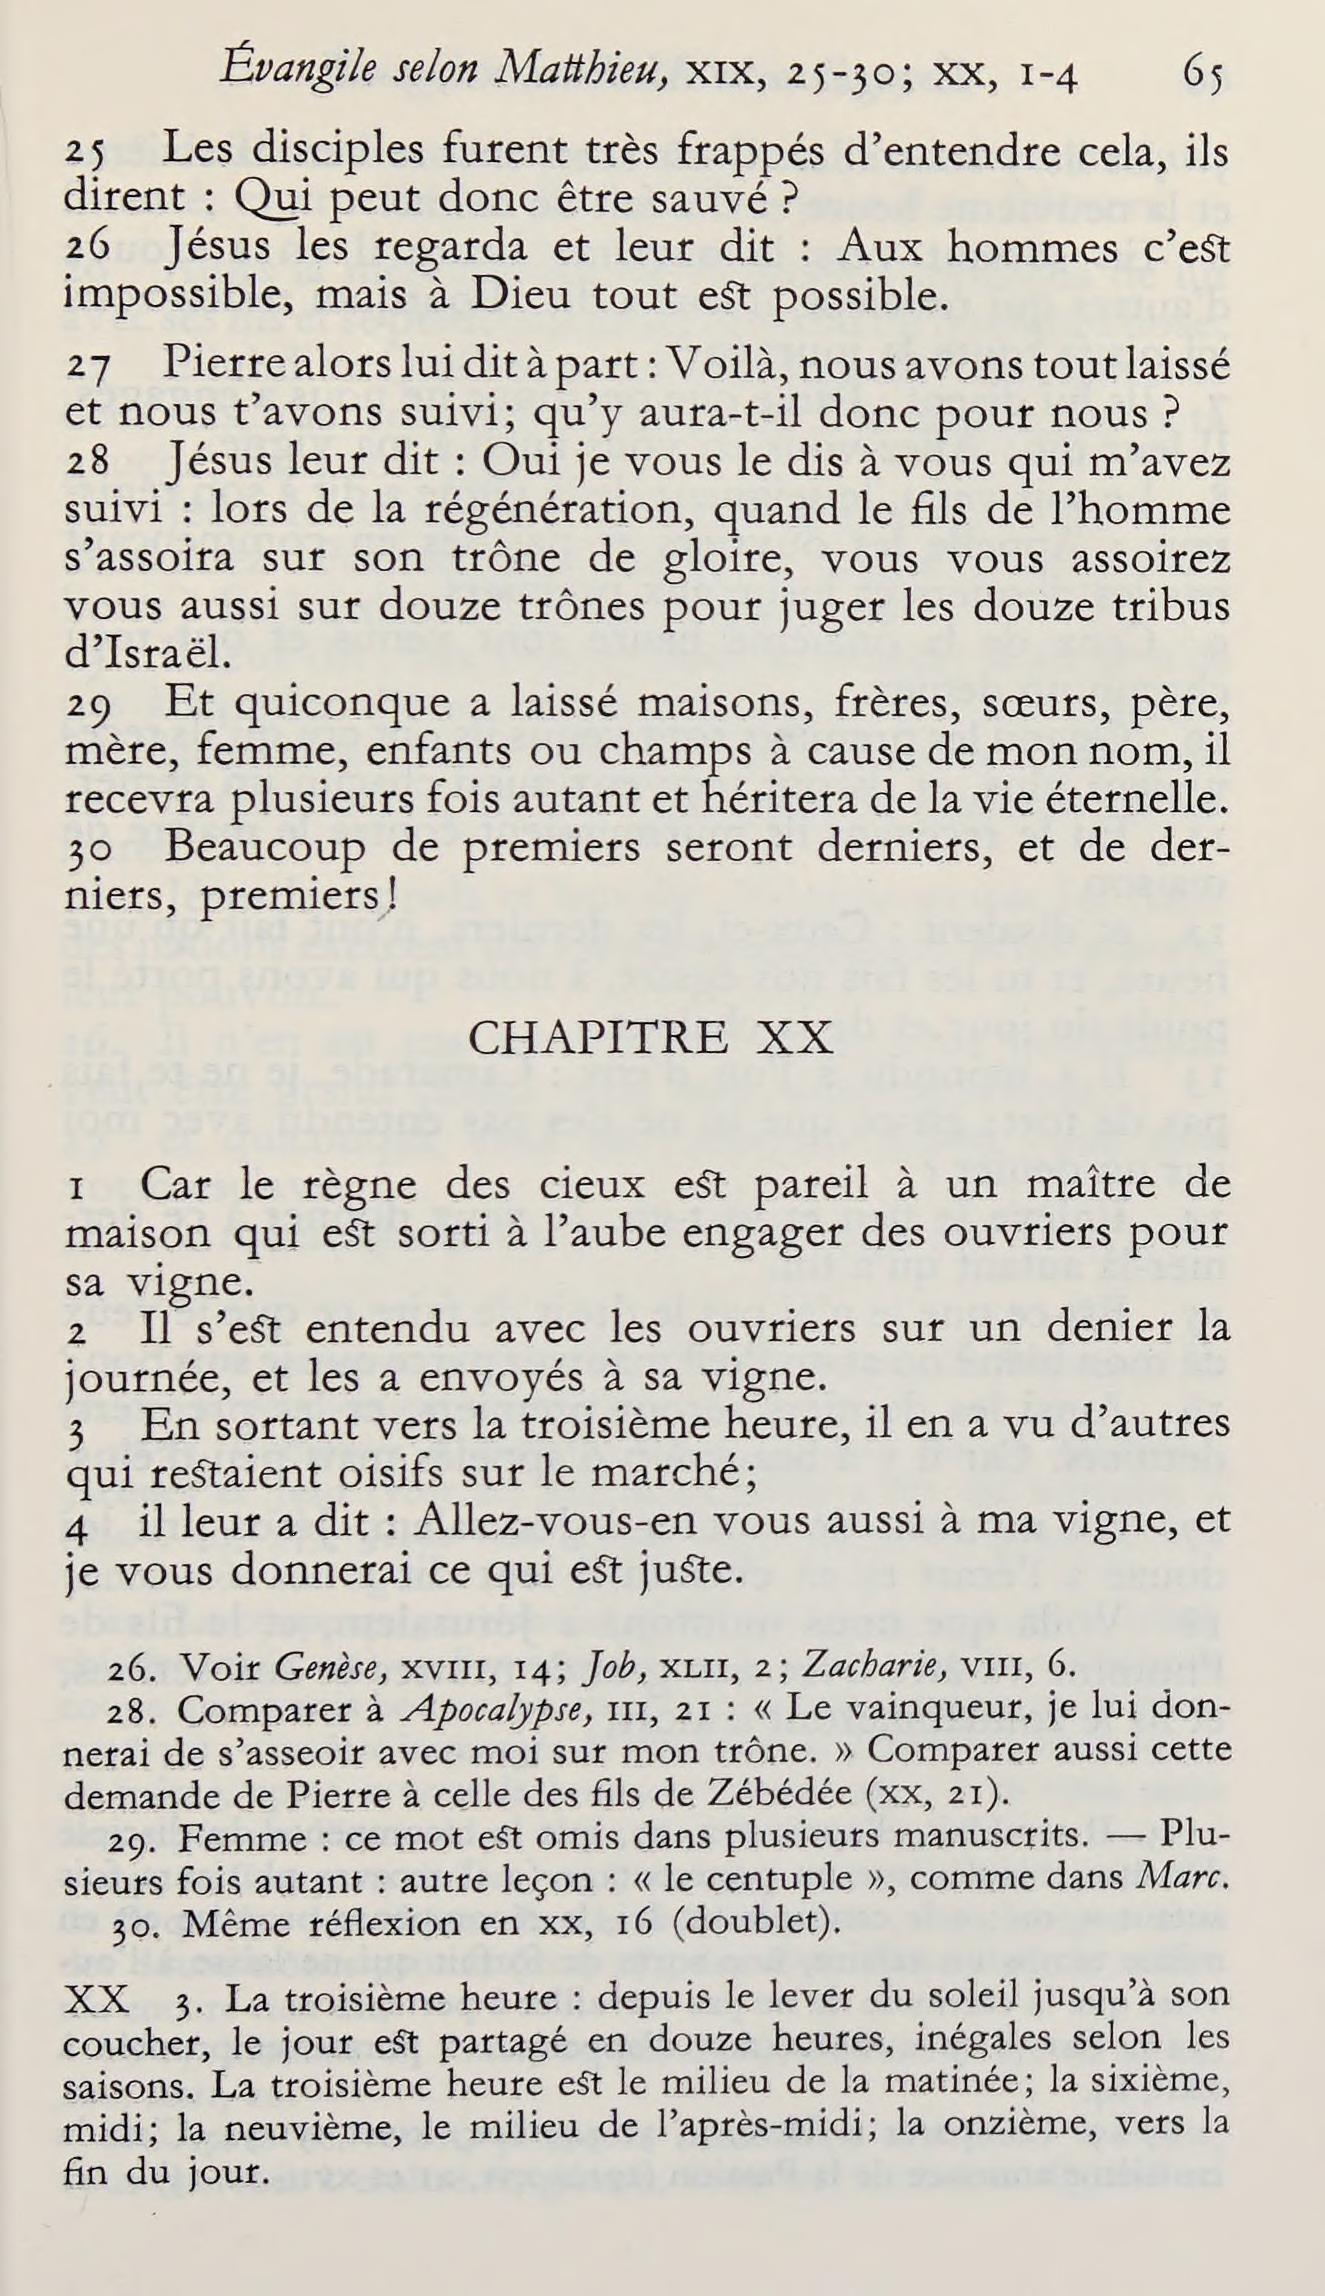 Évangile selon Matthieu, XIX, 25-30; XX, 1-4 65
25 Les disciples furent très frappés d’entendre cela, ils
dirent : Qui peut donc être sauvé ?
26 Jésus les regarda et leur dit : Aux hommes c’est
impossible, mais à Dieu tout est possible.
27 Pierre alors lui dit à part : Voilà, nous avons tout laissé
et nous t’avons suivi; qu’y aura-t-il donc pour nous ?
28 Jésus leur dit : Oui je vous le dis à vous qui m’avez
suivi : lors de la régénération, quand le fils de l’homme
s’assoira sur son trône de gloire, vous vous assoirez
vous aussi sur douze trônes pour juger les douze tribus
d’Israël.
29 Et quiconque a laissé maisons, frères, sœurs, père,
mère, femme, enfants ou champs à cause de mon nom, il
recevra plusieurs fois autant et héritera de la vie éternelle.
30 Beaucoup de premiers seront derniers, et de der-
niers, premiers!
CHAPITRE XX
1 Car le règne des cieux est pareil à un maître de
maison qui est sorti à l’aube engager des ouvriers pour
sa vigne.
2 Il s’est entendu avec les ouvriers sur un denier la
journée, et les a envoyés à sa vigne.
3 En sortant vers la troisième heure, il en a vu d’autres
qui restaient oisifs sur le marché;
4 il leur a dit : Allez-vous-en vous aussi à ma vigne, et
je vous donnerai ce qui est juste.
26. Voir Genèse, XVIII, 14; Job, XLII, 2; Zacharie, VIII, 6.
28. Comparer à Apocalypse, III, 21 : « Le vainqueur, je lui don-
nerai de s’asseoir avec moi sur mon trône. » Comparer aussi cette
demande de Pierre à celle des fils de Zébédée (XX, 21).
29. Femme : ce mot est omis dans plusieurs manuscrits. — Plu-
sieurs fois autant : autre leçon : « le centuple », comme dans Marc.
30. Même réflexion en XX, 16 (doublet).
XX 3. La troisième heure : depuis le lever du soleil jusqu’à son
coucher, le jour est partagé en douze heures, inégales selon les
saisons. La troisième heure est le milieu de la matinée; la sixième,
midi; la neuvième, le milieu de l’après-midi; la onzième, vers la
fin du jour.